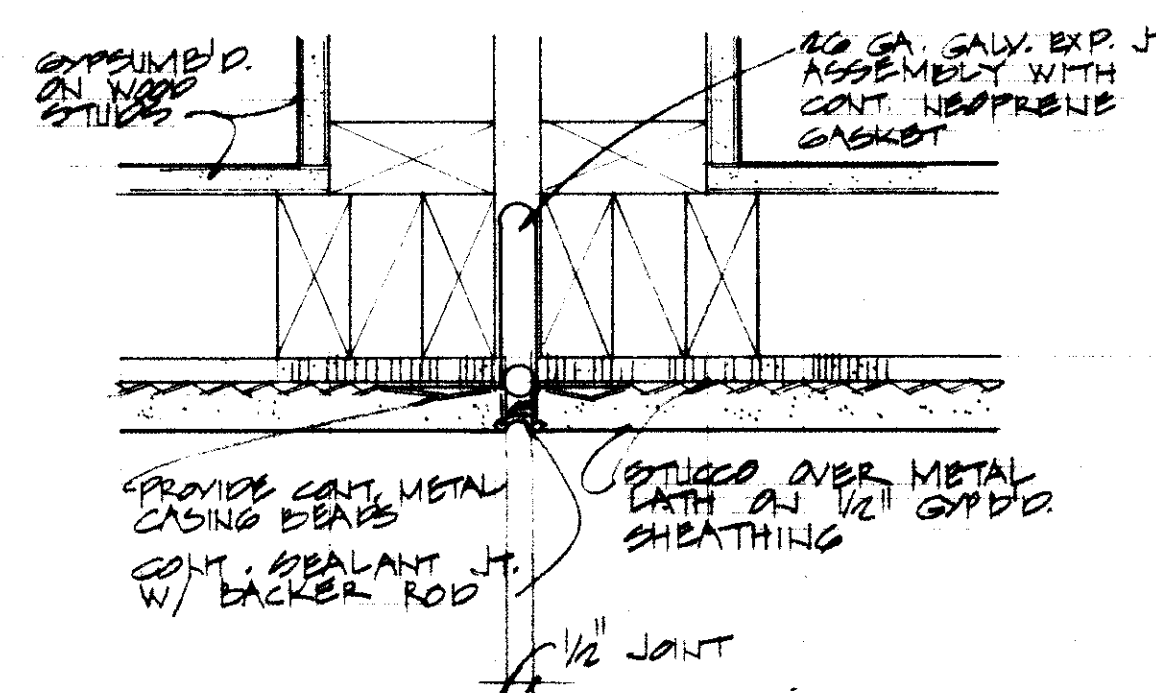 GYPSUM B'D.
ON WOOD
STUDS
26 GA. GALV. EXP. J
ASSEMBLY WITH
CONT. NEOPRENE
GASKET
PROVIDE CONT. METAL
CASING BEADS
CONT. SEALANT JT.
W/ BACKER ROD
STUCCO OVER METAL
LATH ON 1/2" GYP B'D.
SHEATHING
1/2" JOINT